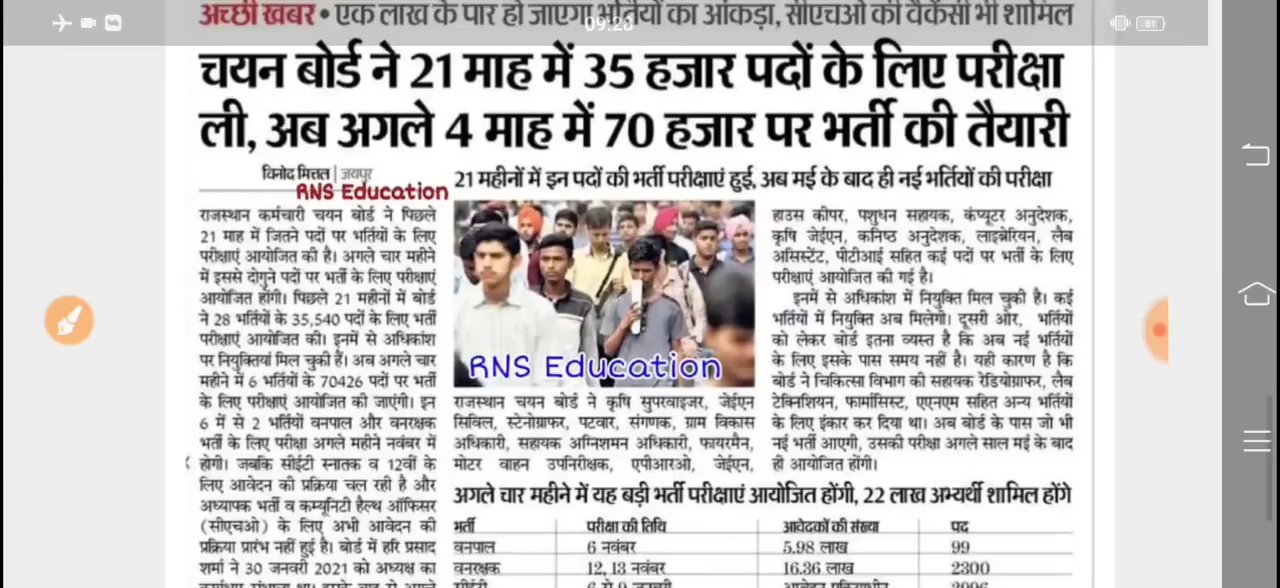 अच्छी खबर • एक लाख के पार हो जाएगा भर्तियों का आंकड़ा, सीएचओ की वैकेंसी भी शामिल
09:28
81
चयन बोर्ड ने 21 माह में 35 हजार पदों के लिए परीक्षा
ली, अब अगले 4 माह में 70 हजार पर भर्ती की तैयारी
विनोद मित्तल | जयपुर
RNS Education
राजस्थान कर्मचारी चयन बोर्ड ने पिछले
21 माह में जितने पदों पर भर्तियों के लिए
परीक्षाएं आयोजित की है। अगले चार महीने
में इससे दोगुने पदों पर भर्ती के लिए परीक्षाएं
आयोजित होंगी। पिछले 21 महीनों में बोर्ड
ने 28 भर्तियों के 35,540 पदों के लिए भर्ती
परीक्षाएं आयोजित की। इनमें से अधिकांश
पर नियुक्तियां मिल चुकी हैं। अब अगले चार
महीने में 6 भर्तियों के 70426 पदों पर भर्ती
के लिए परीक्षाएं आयोजित की जाएंगी। इन
6 में से 2 भर्तियों वनपाल और वनरक्षक
भर्ती के लिए परीक्षा अगले महीने नवंबर में
होगी। जबकि सीईटी स्नातक व 12वीं के
लिए आवेदन की प्रक्रिया चल रही है और
अध्यापक भर्ती व कम्युनिटी हैल्थ ऑफिसर
(सीएचओ) के लिए अभी आवेदन की
प्रक्रिया प्रारंभ नहीं हुई है। बोर्ड में हरि प्रसाद
शर्मा ने 30 जनवरी 2021 को अध्यक्ष का
21 महीनों में इन पदों की भर्ती परीक्षाएं हुई, अब मई के बाद ही नई भर्तियों की परीक्षा
RNS Education
राजस्थान चयन बोर्ड ने कृषि सुपरवाइजर, जेईएन
सिविल, स्टेनोग्राफर, पटवार, संगणक, ग्राम विकास
अधिकारी, सहायक अग्निशमन अधिकारी, फायरमैन,
मोटर वाहन उपनिरीक्षक, एपीआरओ, जेईएन,
हाउस कीपर, पशुधन सहायक, कंप्यूटर अनुदेशक,
कृषि जेईएन, कनिष्ठ अनुदेशक, लाइब्रेरियन, लैब
असिस्टेंट, पीटीआई सहित कई पदों पर भर्ती के लिए
परीक्षाएं आयोजित की गई है।
इनमें से अधिकांश में नियुक्ति मिल चुकी है। कई
भर्तियों में नियुक्ति अब मिलेगी। दूसरी ओर, भर्तियों
को लेकर बोर्ड इतना व्यस्त है कि अब नई भर्तियों
के लिए इसके पास समय नहीं है। यही कारण है कि
बोर्ड ने चिकित्सा विभाग की सहायक रेडियोग्राफर, लैब
टेक्निशियन, फार्मासिस्ट, एएनएम सहित अन्य भर्तियों
के लिए इंकार कर दिया था। अब बोर्ड के पास जो भी
नई भर्ती आएगी, उसकी परीक्षा अगले साल मई के बाद
ही आयोजित होंगी।
अगले चार महीने में यह बड़ी भर्ती परीक्षाएं आयोजित होंगी, 22 लाख अभ्यर्थी शामिल होंगे
भर्ती परीक्षा की तिथि आवेदकों की संख्या पद
वनपाल 6 नवंबर 5.98 लाख 99
वनरक्षक 12, 13 नवंबर 16.36 लाख 2300